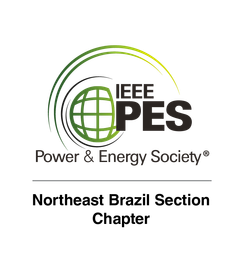 IEEE
PES
Power & Energy Society®
Northeast Brazil Section
Chapter